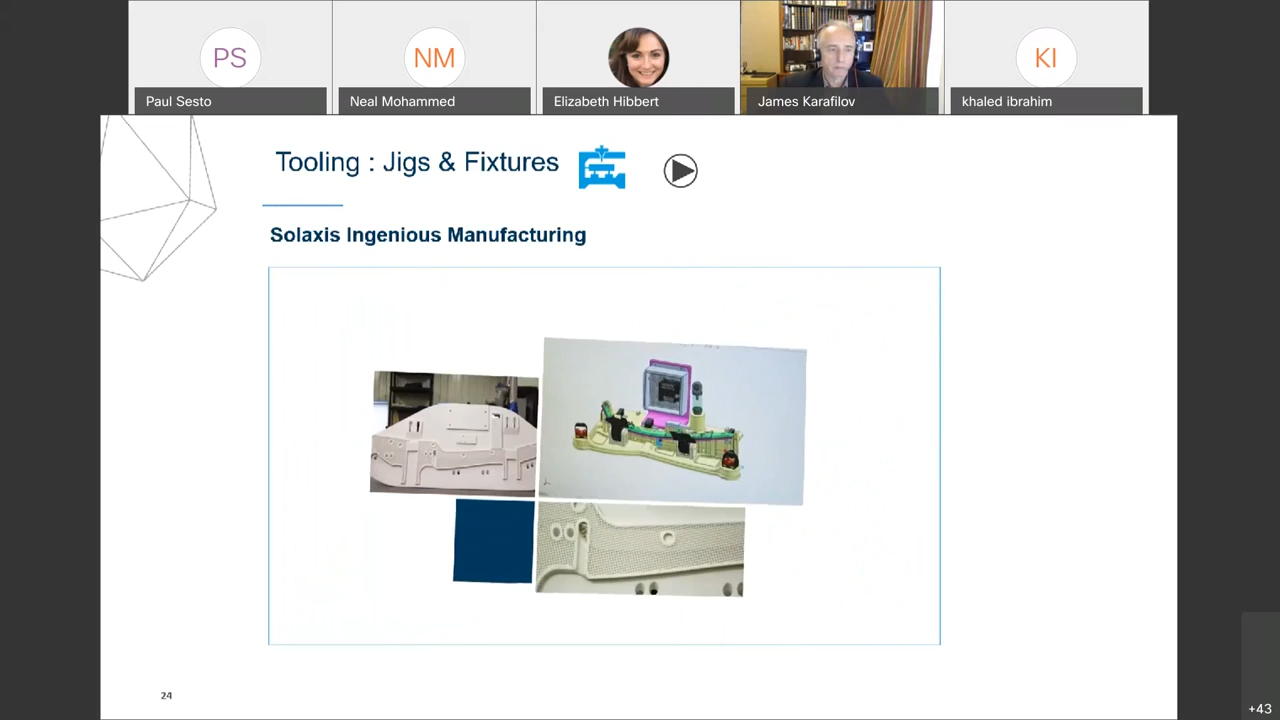 PS
NM
KI
Paul Sesto
Neal Mohammed
Elizabeth Hibbert
James Karafilov
khaled ibrahim
Tooling : Jigs & Fixtures
Solaxis Ingenious Manufacturing
24
+43